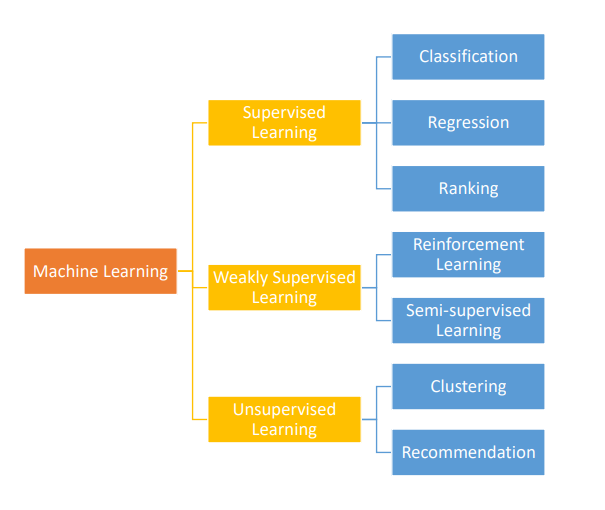 Machine Learning
Supervised
Learning
Classification
Regression
Ranking
Weakly Supervised
Learning
Reinforcement
Learning
Semi-supervised
Learning
Unsupervised
Learning
Clustering
Recommendation